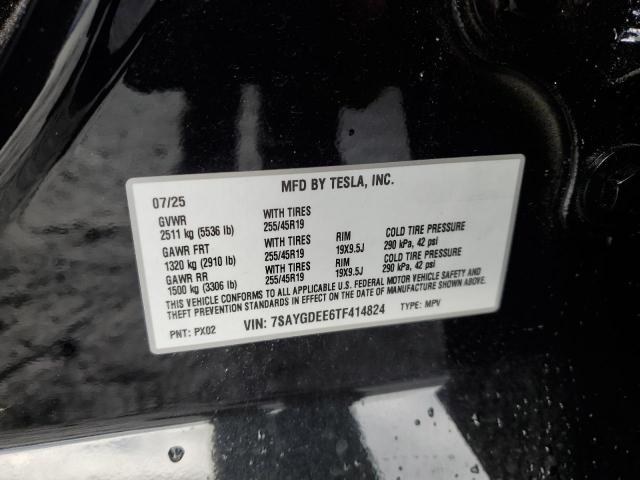 MFD BY TESLA, INC.
07/25
GVWR WITH TIRES
2511 kg (5536 lb) 255/45R19
GAWR FRT WITH TIRES RIM COLD TIRE PRESSURE
1320 kg (2910 lb) 255/45R19 19X9.5J 290 kPa, 42 psi
GAWR RR WITH TIRES RIM COLD TIRE PRESSURE
1500 kg (3306 lb) 255/45R19 19X9.5J 290 kPa, 42 psi
THIS VEHICLE CONFORMS TO ALL APPLICABLE U.S. FEDERAL MOTOR VEHICLE SAFETY AND
THEFT PREVENTION STANDARDS IN EFFECT ON THE DATE OF MANUFACTURE SHOWN ABOVE.
PNT: PX02 VIN: 7SAYGDEE6TF414824 TYPE: MPV